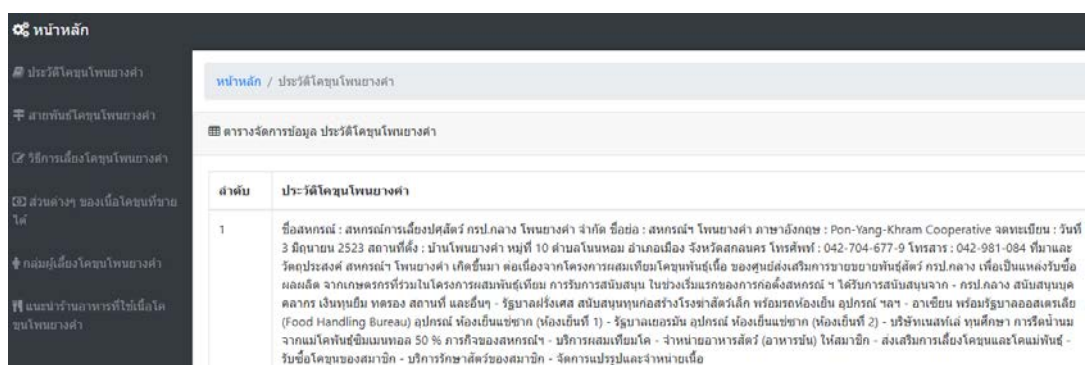 หน้าหลัก
ประวัติโคขุนโพนยางคำ
สายพันธ์โคขุนโพนยางคำ
วิธีการเลี้ยงโคขุนโพนยางคำ
ส่วนต่างๆ ของเนื้อโคขุนที่ขาย
ได้
กลุ่มผู้เลี้ยงโคขุนโพนยางคำ
แนะนำร้านอาหารที่ใช้เนื้อโค
ขุนโพนยางคำ
หน้าหลัก / ประวัติโคขุนโพนยางคำ
ตารางจัดการข้อมูล ประวัติโคขุนโพนยางคำ
ลำดับ ประวัติโคขุนโพนยางคำ
1 ชื่อสหกรณ์ : สหกรณ์การเลี้ยงปศุสัตว์ กรป.กลาง โพนยางคำ จำกัด ชื่อย่อ : สหกรณ์ฯ โพนยางคำ ภาษาอังกฤษ : Pon-Yang-Khram Cooperative จดทะเบียน : วันที่
3 มิถุนายน 2523 สถานที่ตั้ง : บ้านโพนยางคำ หมู่ที่ 10 ตำบลโนนหอม อำเภอเมือง จังหวัดสกลนคร โทรศัพท์ : 042-704-677-9 โทรสาร : 042-981-084 ที่มาและ
วัตถุประสงค์ สหกรณ์ฯ โพนยางคำ เกิดขึ้นมา ต่อเนื่องจากโครงการผสมเทียมโคขุนพันธุ์เนื้อ ของศูนย์ส่งเสริมการขายขยายพันธุ์สัตว์ กรป.กลาง เพื่อเป็นแหล่งรับซื้อ
ผลผลิต จากเกษตรกรที่ร่วมในโครงการผสมพันธุ์เทียม การรับการสนับสนุน ในช่วงเริ่มแรกของการก่อตั้งสหกรณ์ ฯ ได้รับการสนับสนุนจาก - กรป.กลาง สนับสนุนบุค
คลากร เงินทุนยืม ทดรอง สถานที่ และอื่นๆ - รัฐบาลฝรั่งเศส สนับสนุนทุนก่อสร้างโรงฆ่าสัตว์เล็ก พร้อมรถห้องเย็น อุปกรณ์ ฯลฯ - อาเซียน พร้อมรัฐบาลออสเตรเลีย
(Food Handling Bureau) อุปกรณ์ ห้องเย็นแช่ซาก (ห้องเย็นที่ 1) - รัฐบาลเยอรมัน อุปกรณ์ ห้องเย็นแช่ซาก (ห้องเย็นที่ 2) - บริษัทเนสท์เล่ ทุนศึกษา การรีดน้ำนม
จากแม่โคพันธุ์ซิมเมนทอล 50 % ภารกิจของสหกรณ์ฯ - บริการผสมเทียมโค - จำหน่ายอาหารสัตว์ (อาหารข้น) ให้สมาชิก - ส่งเสริมการเลี้ยงโคขุนและโคแม่พันธุ์ -
รับซื้อโคขุนของสมาชิก - บริการรักษาสัตว์ของสมาชิก - จัดการแปรรูปและจำหน่ายเนื้อ